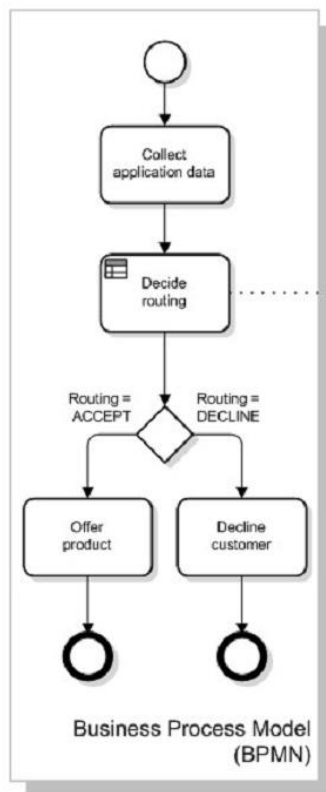 Collect
application data
Decide
routing
Routing =
ACCEPT
Routing =
DECLINE
Offer
product
Decline
customer
Business Process Model
(BPMN)